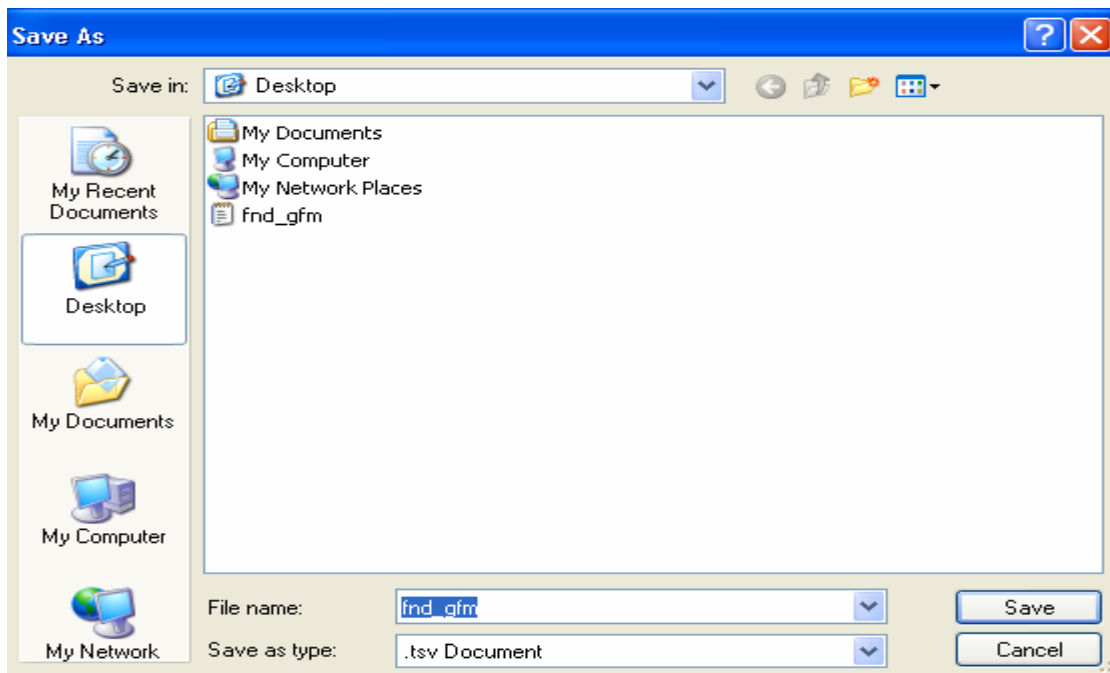 Save As
Save in:
Desktop
My Recent
Documents
Desktop
My Documents
My Computer
My Network
My Documents
My Computer
My Network Places
fnd_gfm
File name:
fnd_gfm
Save
Save as type:
.tsv Document
Cancel